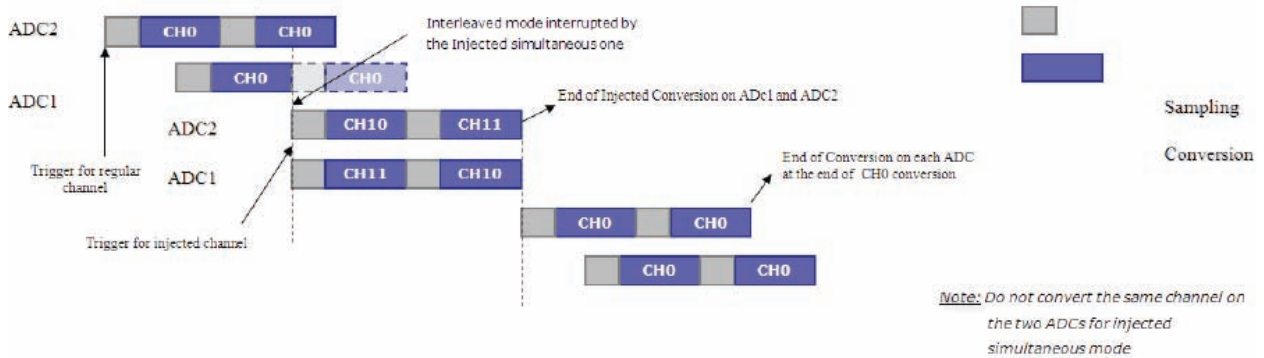 ADC2
CH0 CH0
Interleaved mode interrupted by
the Injected simultaneous one
CH0 CH0
ADC1
End of Injected Conversion on ADc1 and ADC2
ADC2
CH10 CH11
Sampling
Trigger for regular
channel
ADC1
CH11 CH10
End of Conversion on each ADC
at the end of CH0 conversion
Conversion
CH0 CH0
Trigger for injected channel
CH0 CH0
Note: Do not convert the same channel on
the two ADCs for injected
simultaneous mode